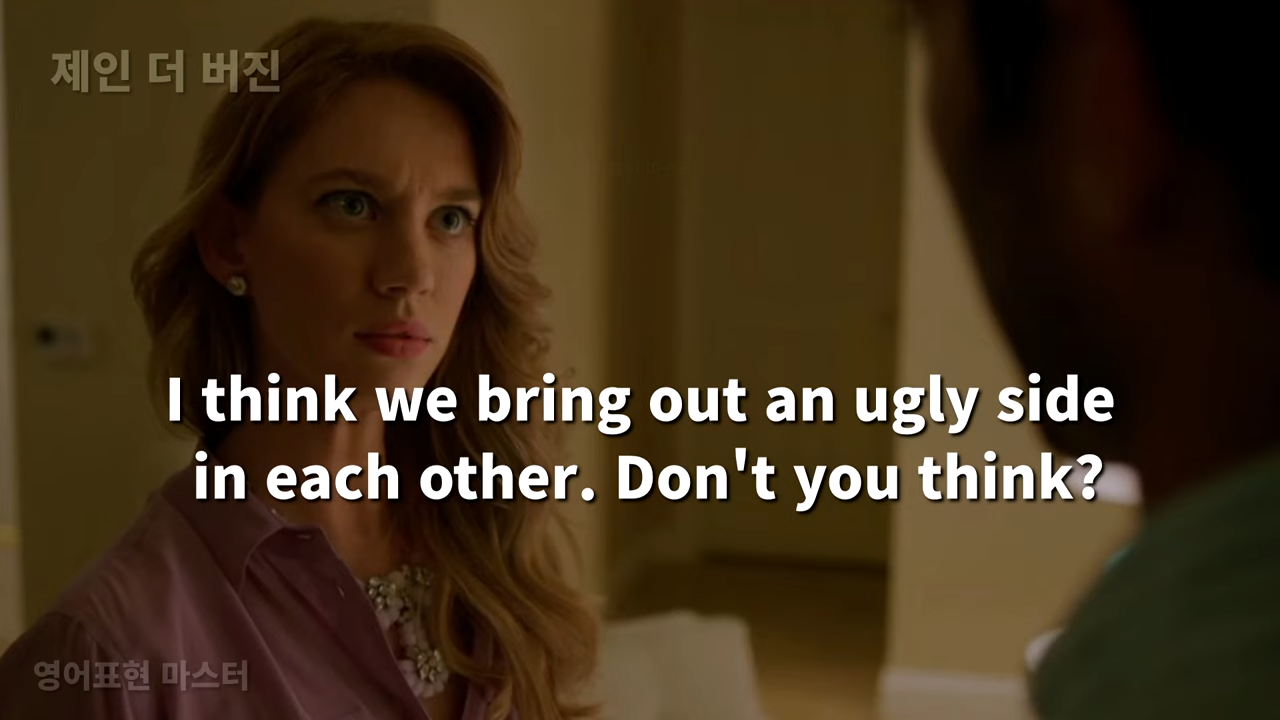 제인 더 버진
I think we bring out an ugly side
in each other. Don't you think?
영어표현 마스터